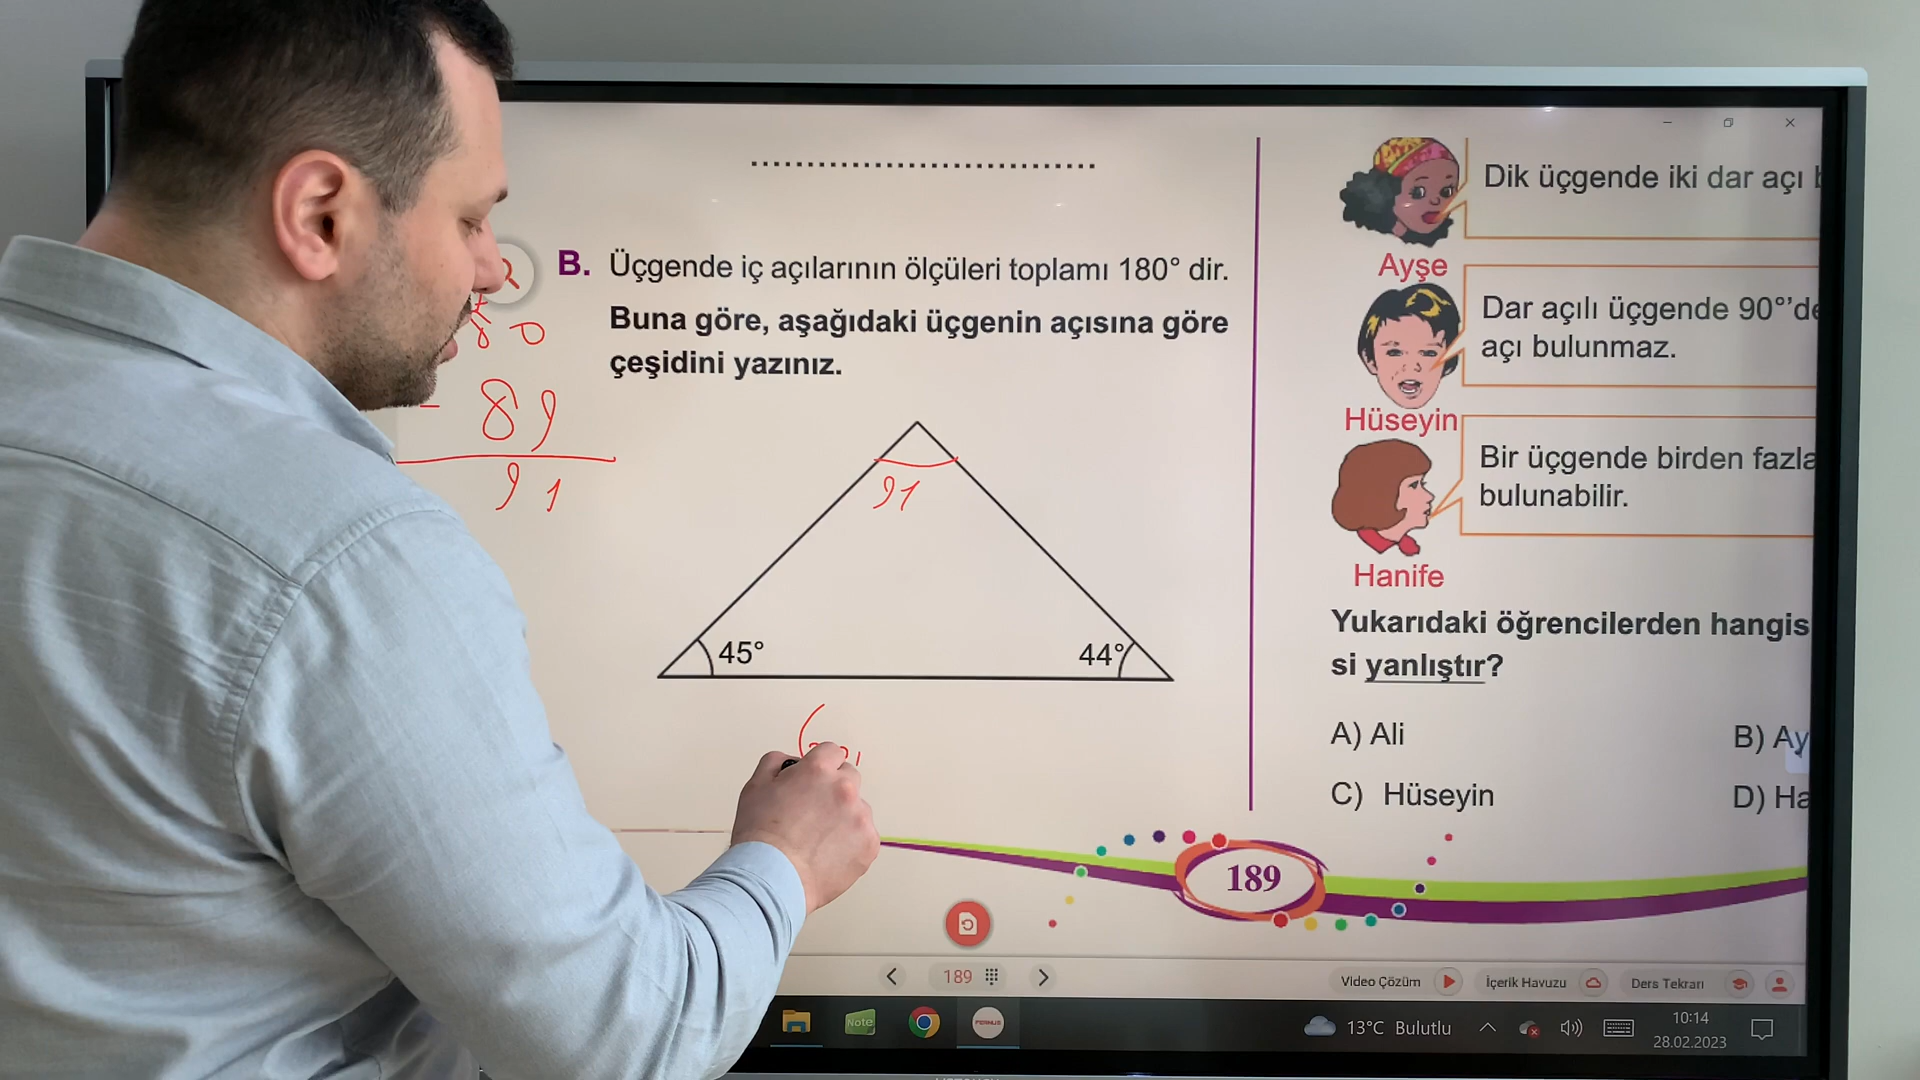 B. Üçgende iç açılarının ölçüleri toplamı 180° dir.
Buna göre, aşağıdaki üçgenin açısına göre
çeşidini yazınız.
80
- 89
91
91
45°
44°
Dik üçgende iki dar açı
Ayşe
Dar açılı üçgende 90°'de
açı bulunmaz.
Hüseyin
Bir üçgende birden fazla
bulunabilir.
Hanife
Yukarıdaki öğrencilerden hangis
si yanlıştır?
A) Ali
B) Ay
C) Hüseyin
D) Ha
189
189
Video Çözüm
İçerik Havuzu
Ders Tekrarı
Note
FERNUS
13°C Bulutlu
10:14
28.02.2023